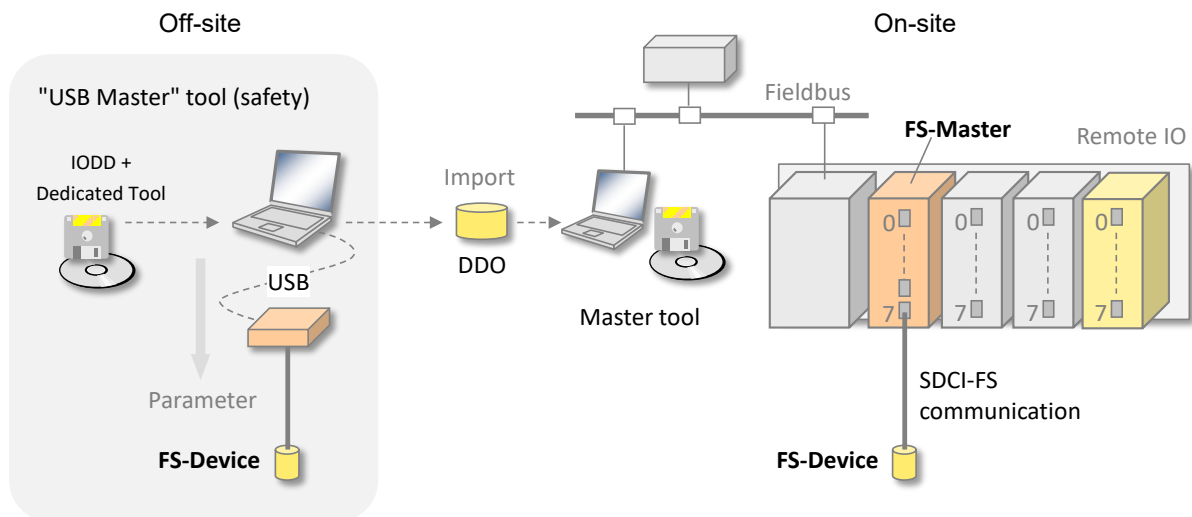 Off-site
On-site
"USB Master" tool (safety)
IODD +
Dedicated Tool
USB
Parameter
FS-Device
Import
DDO
Master tool
Fieldbus
FS-Master
Remote IO
0
0
0
0
7
7
7
7
SDCI-FS
communication
FS-Device